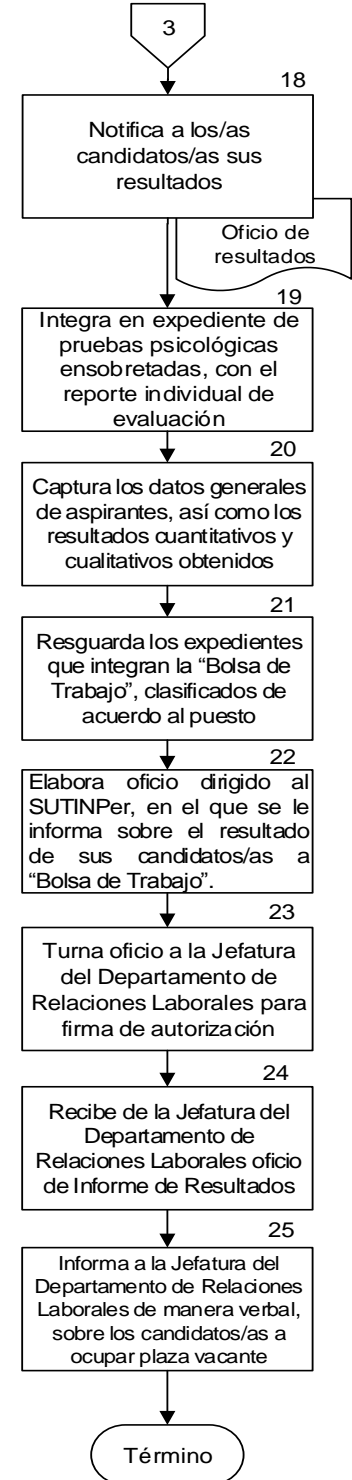 3
18
Notifica a los/as
candidatos/as sus
resultados
Oficio de
resultados
19
Integra en expediente de
pruebas psicológicas
ensobretadas, con el
reporte individual de
evaluación
20
Captura los datos generales
de aspirantes, así como los
resultados cuantitativos y
cualitativos obtenidos
21
Resguarda los expedientes
que integran la “Bolsa de
Trabajo”, clasificados de
acuerdo al puesto
22
Elabora oficio dirigido al
SUTINPer, en el que se le
informa sobre el resultado
de sus candidatos/as a
“Bolsa de Trabajo”.
23
Turna oficio a la Jefatura
del Departamento de
Relaciones Laborales para
firma de autorización
24
Recibe de la Jefatura del
Departamento de
Relaciones Laborales oficio
de Informe de Resultados
25
Informa a la Jefatura del
Departamento de Relaciones
Laborales de manera verbal,
sobre los candidatos/as a
ocupar plaza vacante
Término